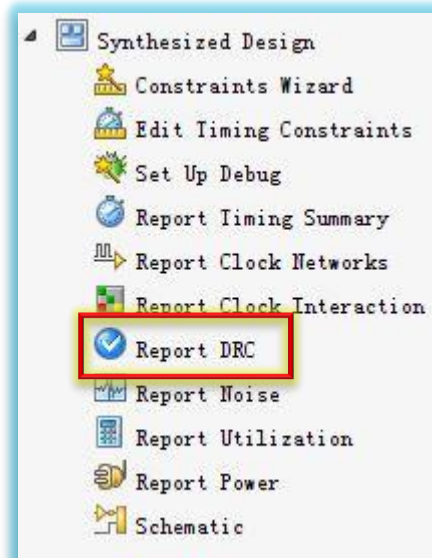 Synthesized Design
Constraints Wizard
Edit Timing Constraints
Set Up Debug
Report Timing Summary
Report Clock Networks
Report Clock Interaction
Report DRC
Report Noise
Report Utilization
Report Power
Schematic